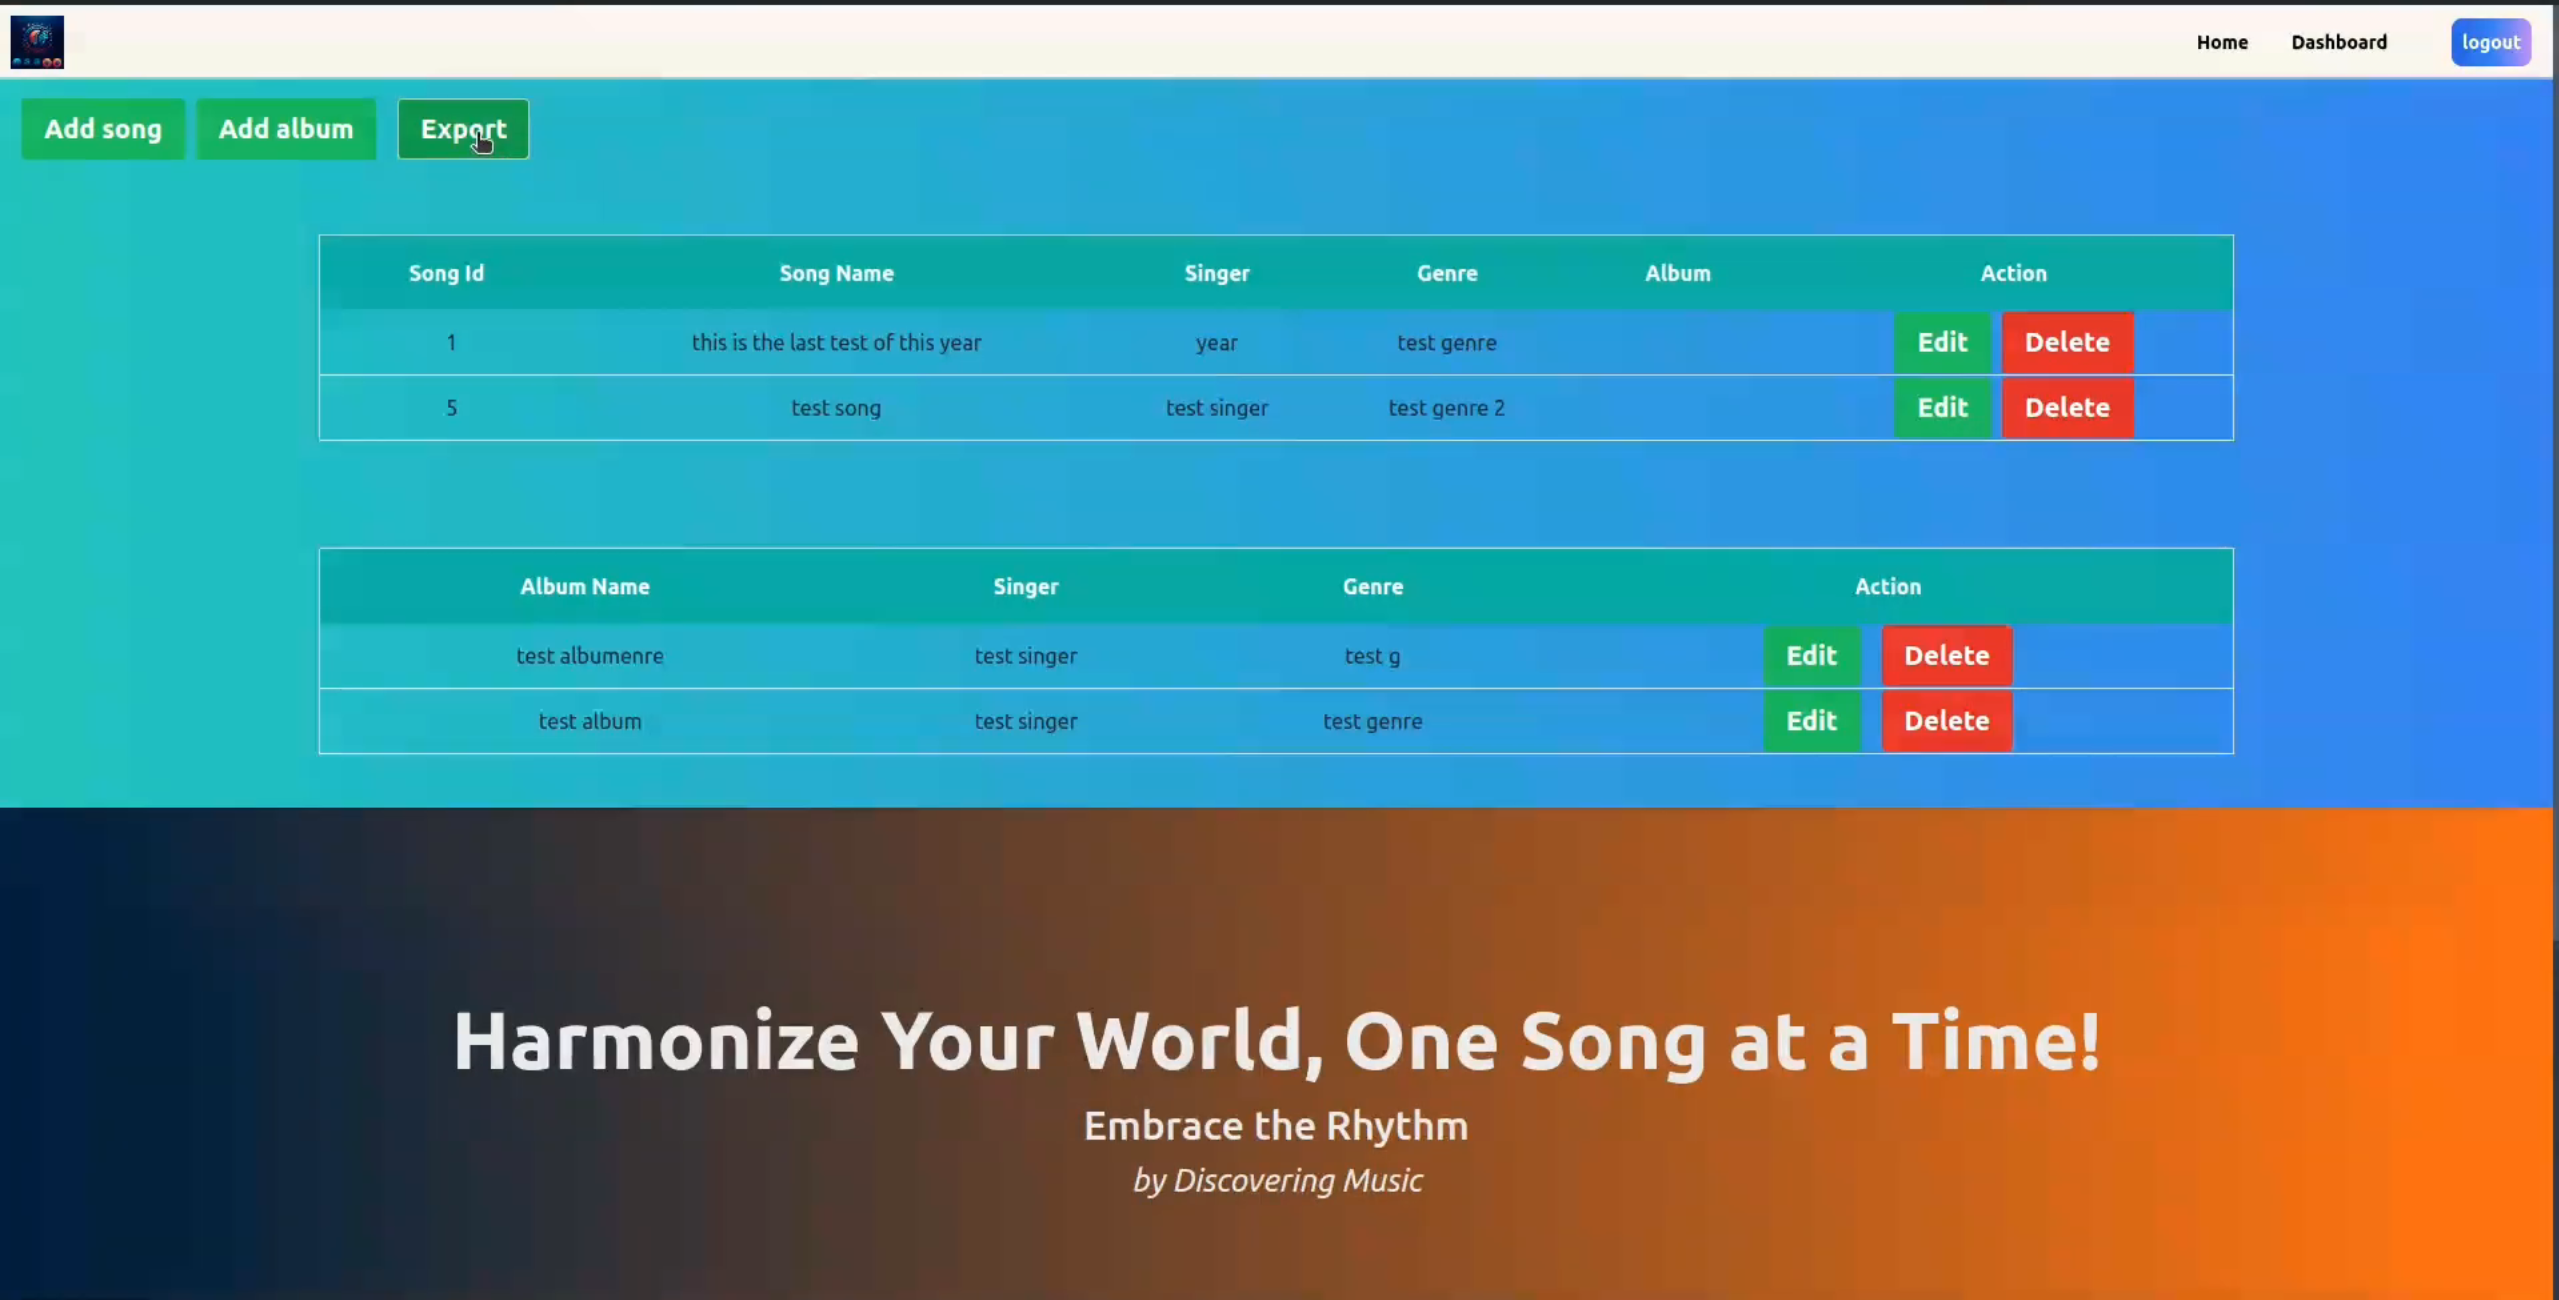 Home Dashboard logout
Add song Add album Export
Song Id Song Name Singer Genre Album Action
1 this is the last test of this year year test genre Edit Delete
5 test song test singer test genre 2 Edit Delete
Album Name Singer Genre Action
test albumenre test singer test g Edit Delete
test album test singer test genre Edit Delete
Harmonize Your World, One Song at a Time!
Embrace the Rhythm
by Discovering Music